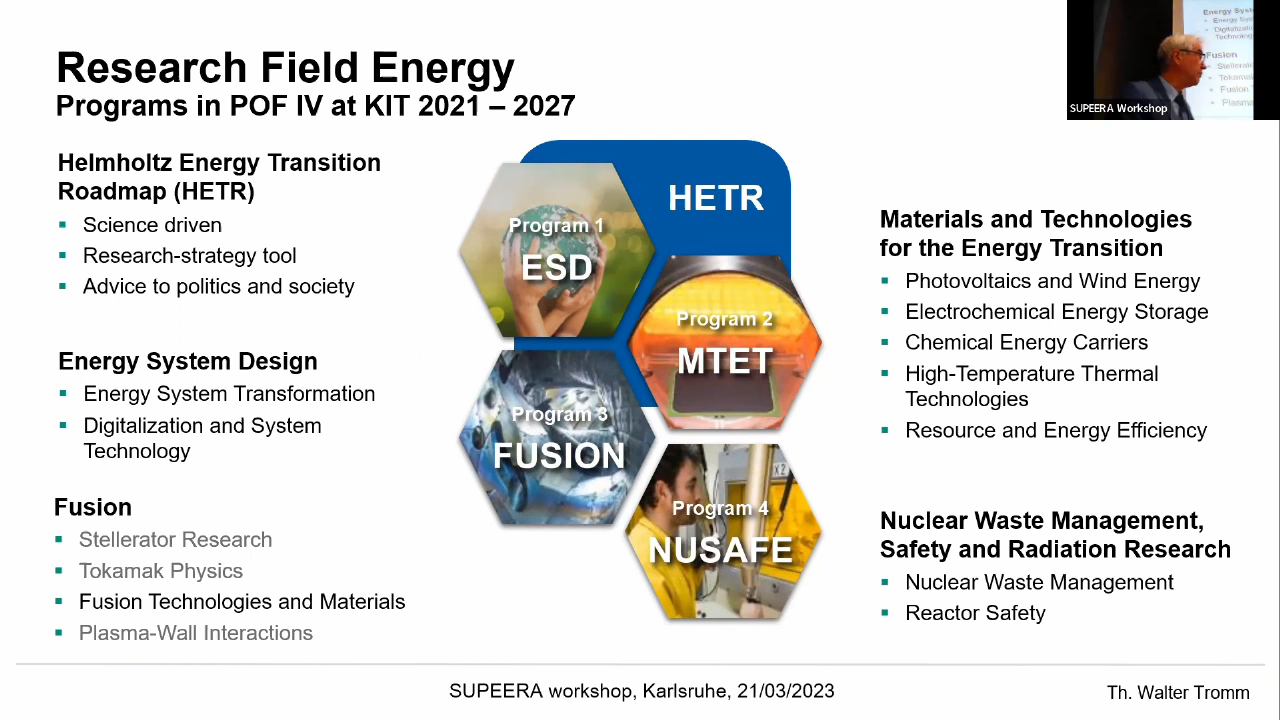 Research Field Energy
Programs in POF IV at KIT 2021 – 2027
Helmholtz Energy Transition
Roadmap (HETR)
Science driven
Research-strategy tool
Advice to politics and society
Energy System Design
Energy System Transformation
Digitalization and System
Technology
Fusion
Stellerator Research
Tokamak Physics
Fusion Technologies and Materials
Plasma-Wall Interactions
HETR
Program 1
ESD
Program 2
MTET
Program 3
FUSION
Program 4
NUSAFE
Materials and Technologies
for the Energy Transition
Photovoltaics and Wind Energy
Electrochemical Energy Storage
Chemical Energy Carriers
High-Temperature Thermal
Technologies
Resource and Energy Efficiency
Nuclear Waste Management,
Safety and Radiation Research
Nuclear Waste Management
Reactor Safety
SUPEERA Workshop
Energy Syst
Fusion
SUPEERA workshop, Karlsruhe, 21/03/2023
Th. Walter Tromm